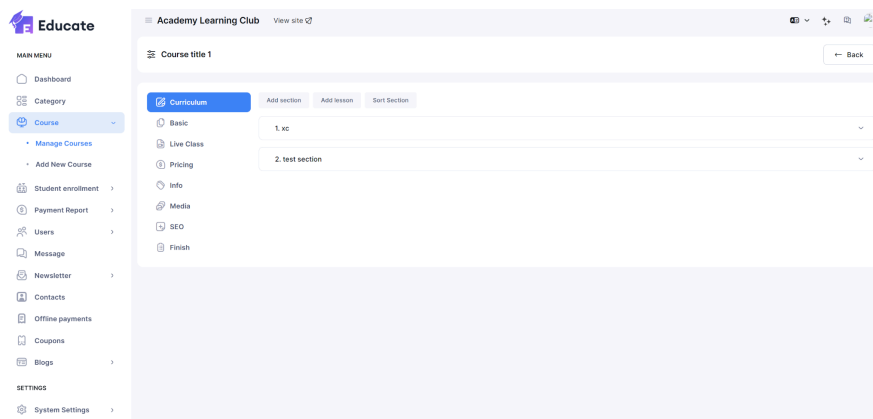 Educate
Academy Learning Club
View site
MAIN MENU
Course title 1
← Back
Dashboard
Category
Course
Manage Courses
Add New Course
Student enrollment
Payment Report
Users
Message
Newsletter
Contacts
Offline payments
Coupons
Blogs
SETTINGS
System Settings
Curriculum
Basic
Live Class
Pricing
Info
Media
SEO
Finish
Add section
Add lesson
Sort Section
1. xc
2. test section